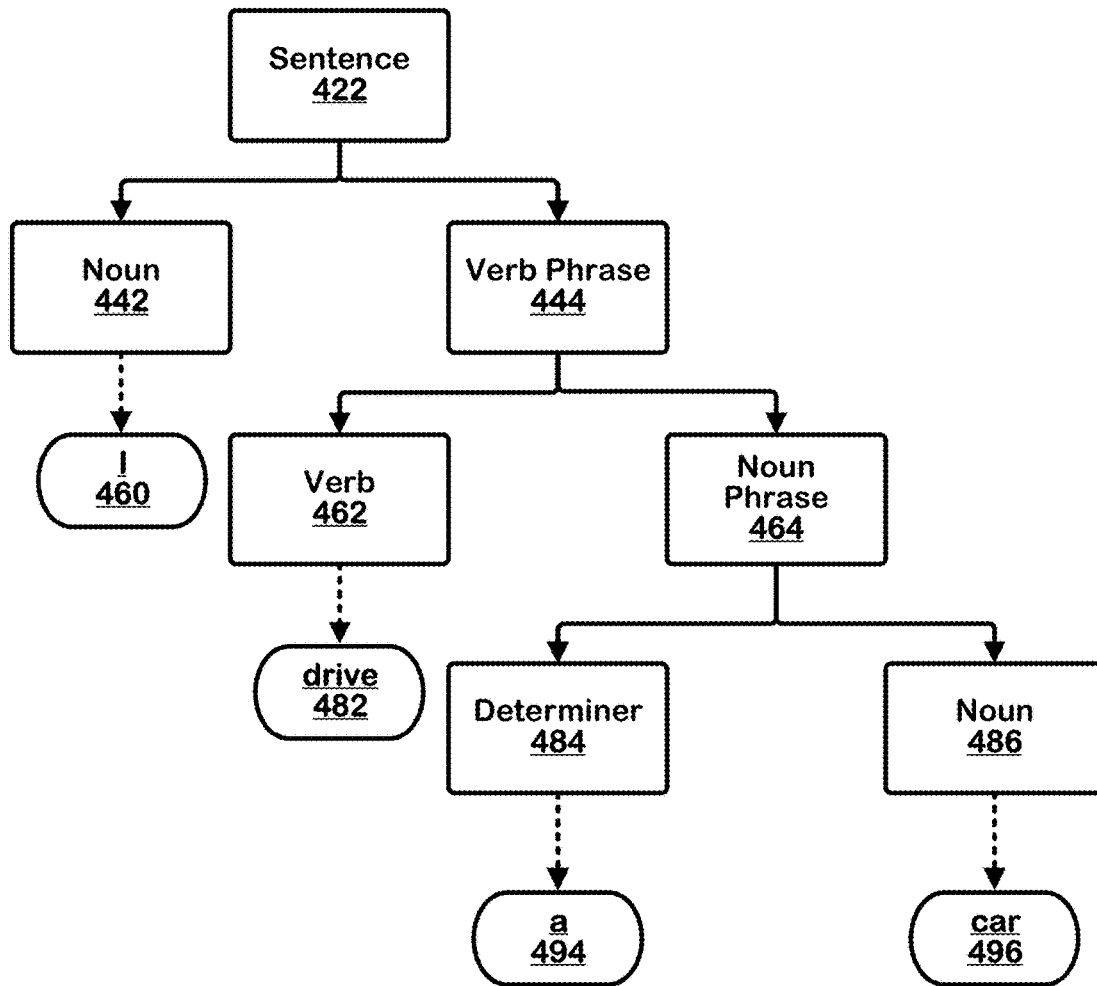 Sentence
422
Noun
442
Verb Phrase
444
I
460
Verb
462
Noun
Phrase
464
drive
482
Determiner
484
Noun
486
a
494
car
496